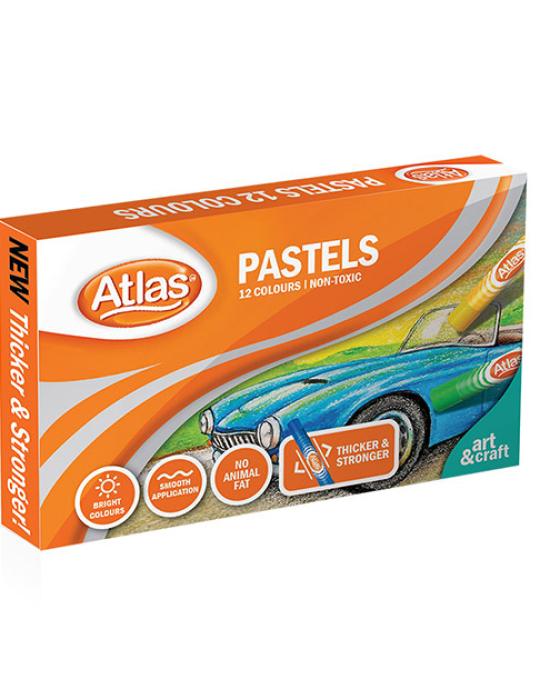 PASTELS 12 COLOURS
Atlas
NEW Thicker & Stronger!
Atlas
PASTELS
12 COLOURS | NON-TOXIC
Atlas
Atlas
BRIGHT
COLOURS
SMOOTH
APPLICATION
NO
ANIMAL
FAT
Atlas
THICKER &
STRONGER
art
&craft